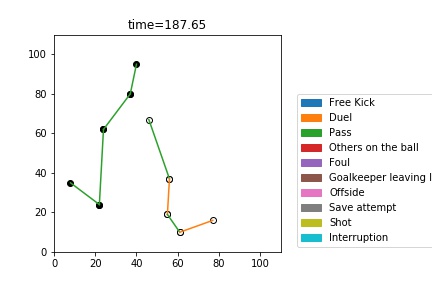 time=187.65
100
80
60
40
20
0
0 20 40 60 80 100
Free Kick
Duel
Pass
Others on the ball
Foul
Goalkeeper leaving l
Offside
Save attempt
Shot
Interruption